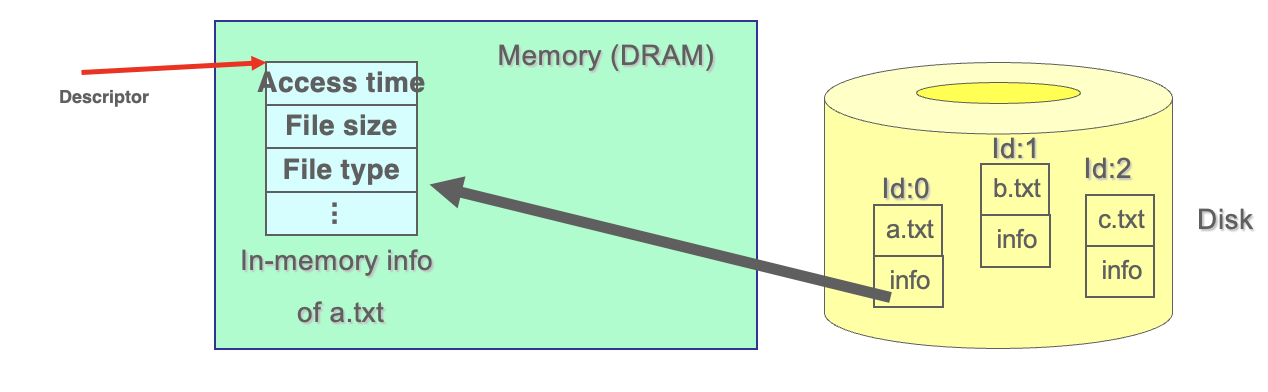 Memory (DRAM)
Descriptor
Access time
File size
File type
⋮
In-memory info
of a.txt
Id:0
a.txt
info
Id:1
b.txt
info
Id:2
c.txt
info
Disk